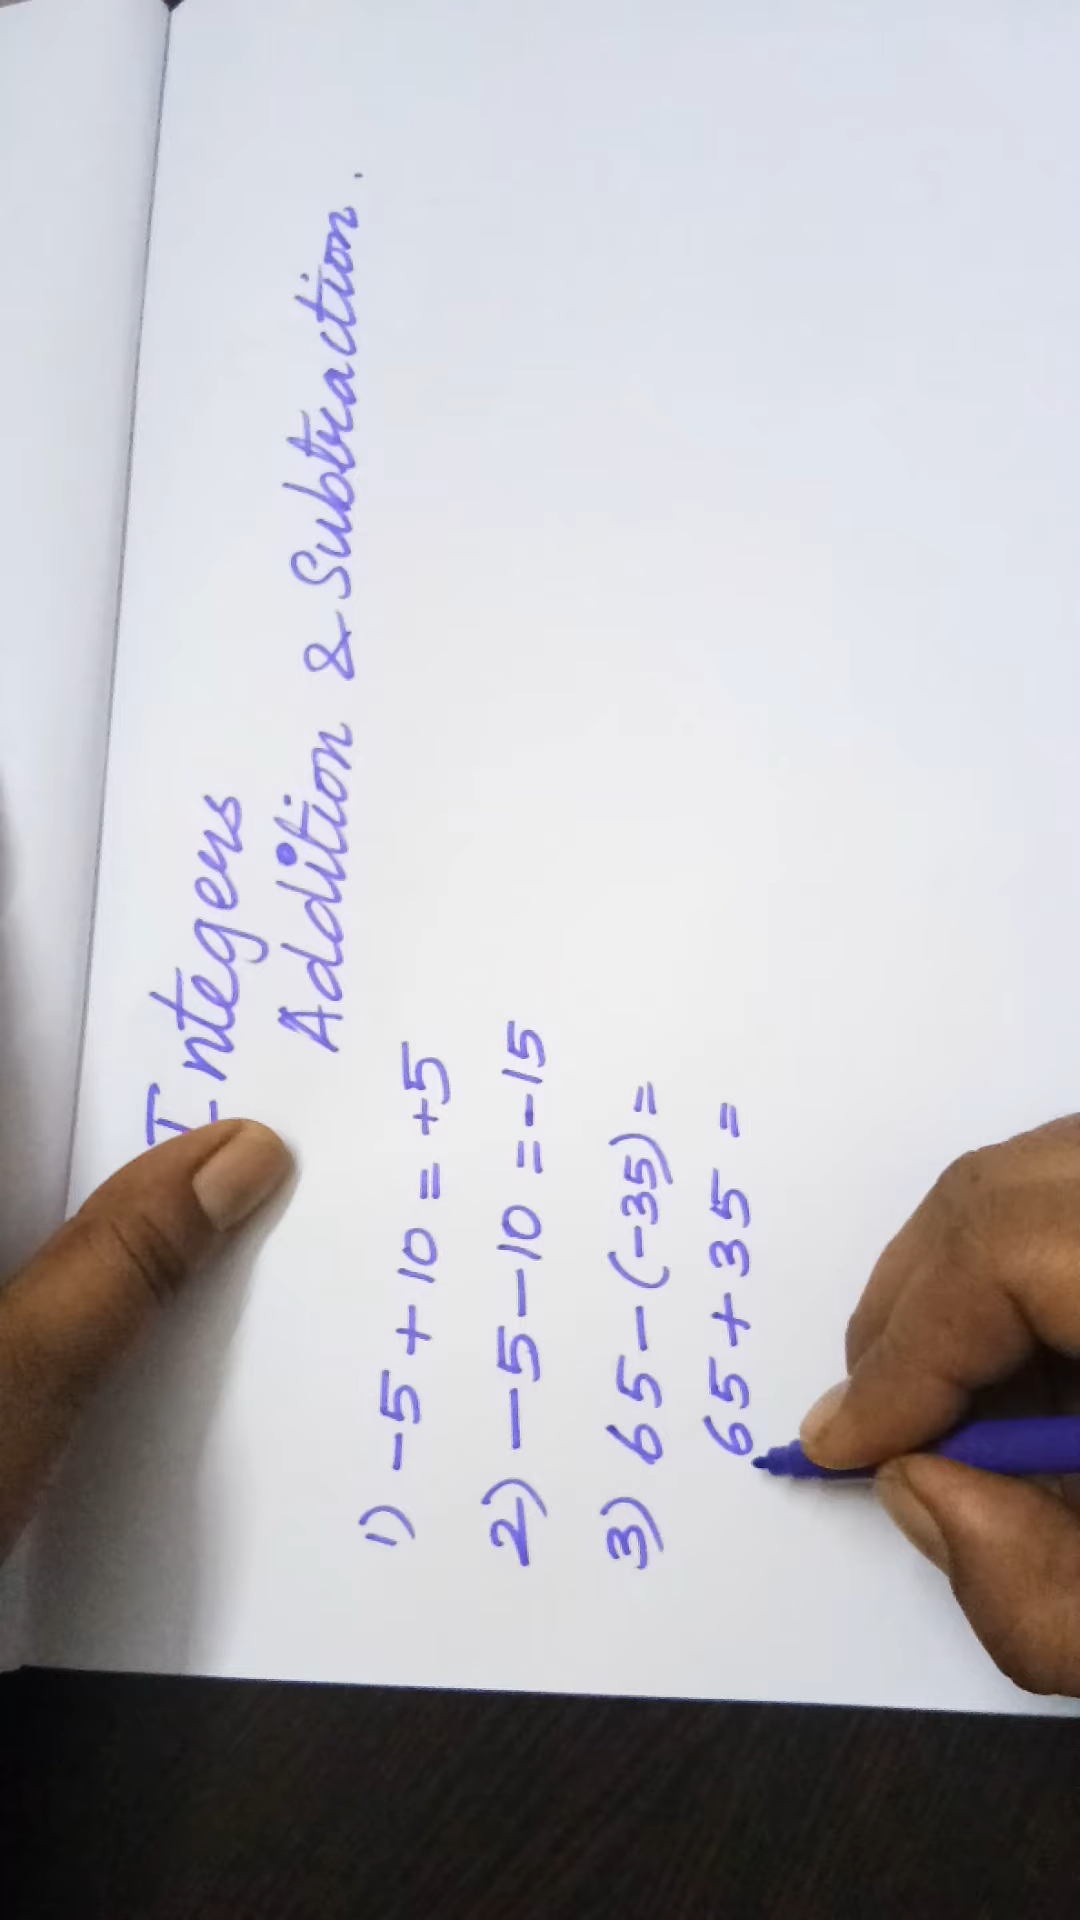 Integers
Addition & Subtraction.
1) -5 + 10 = +5
2) -5 - 10 = -15
3) 65 - (-35) =
65 + 35 =